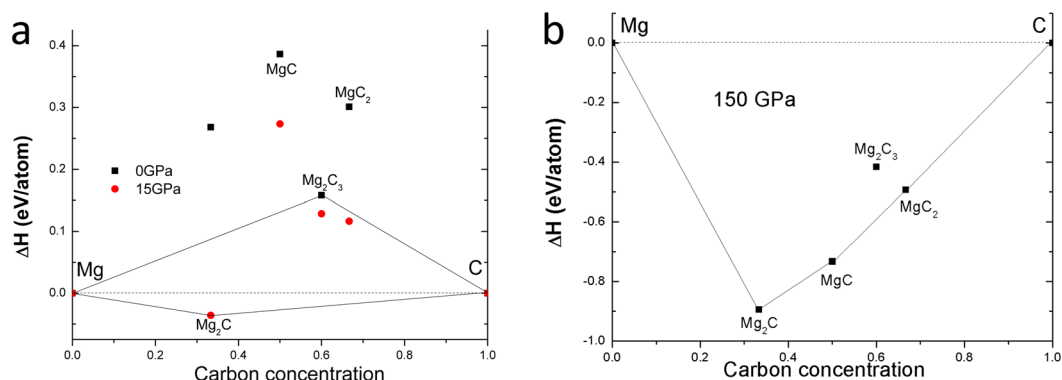 a
0.4
0.3
0.2
0.1
0.0
ΔH (eV/atom)
MgC
MgC₂
0GPa
15GPa
Mg₂C₃
Mg
C
Mg₂C
0.0 0.2 0.4 0.6 0.8 1.0
Carbon concentration
b
Mg
C
0.0
-0.2
-0.4
-0.6
-0.8
-1.0
ΔH (eV/atom)
150 GPa
Mg₂C₃
MgC₂
MgC
Mg₂C
0.0 0.2 0.4 0.6 0.8 1.0
Carbon concentration